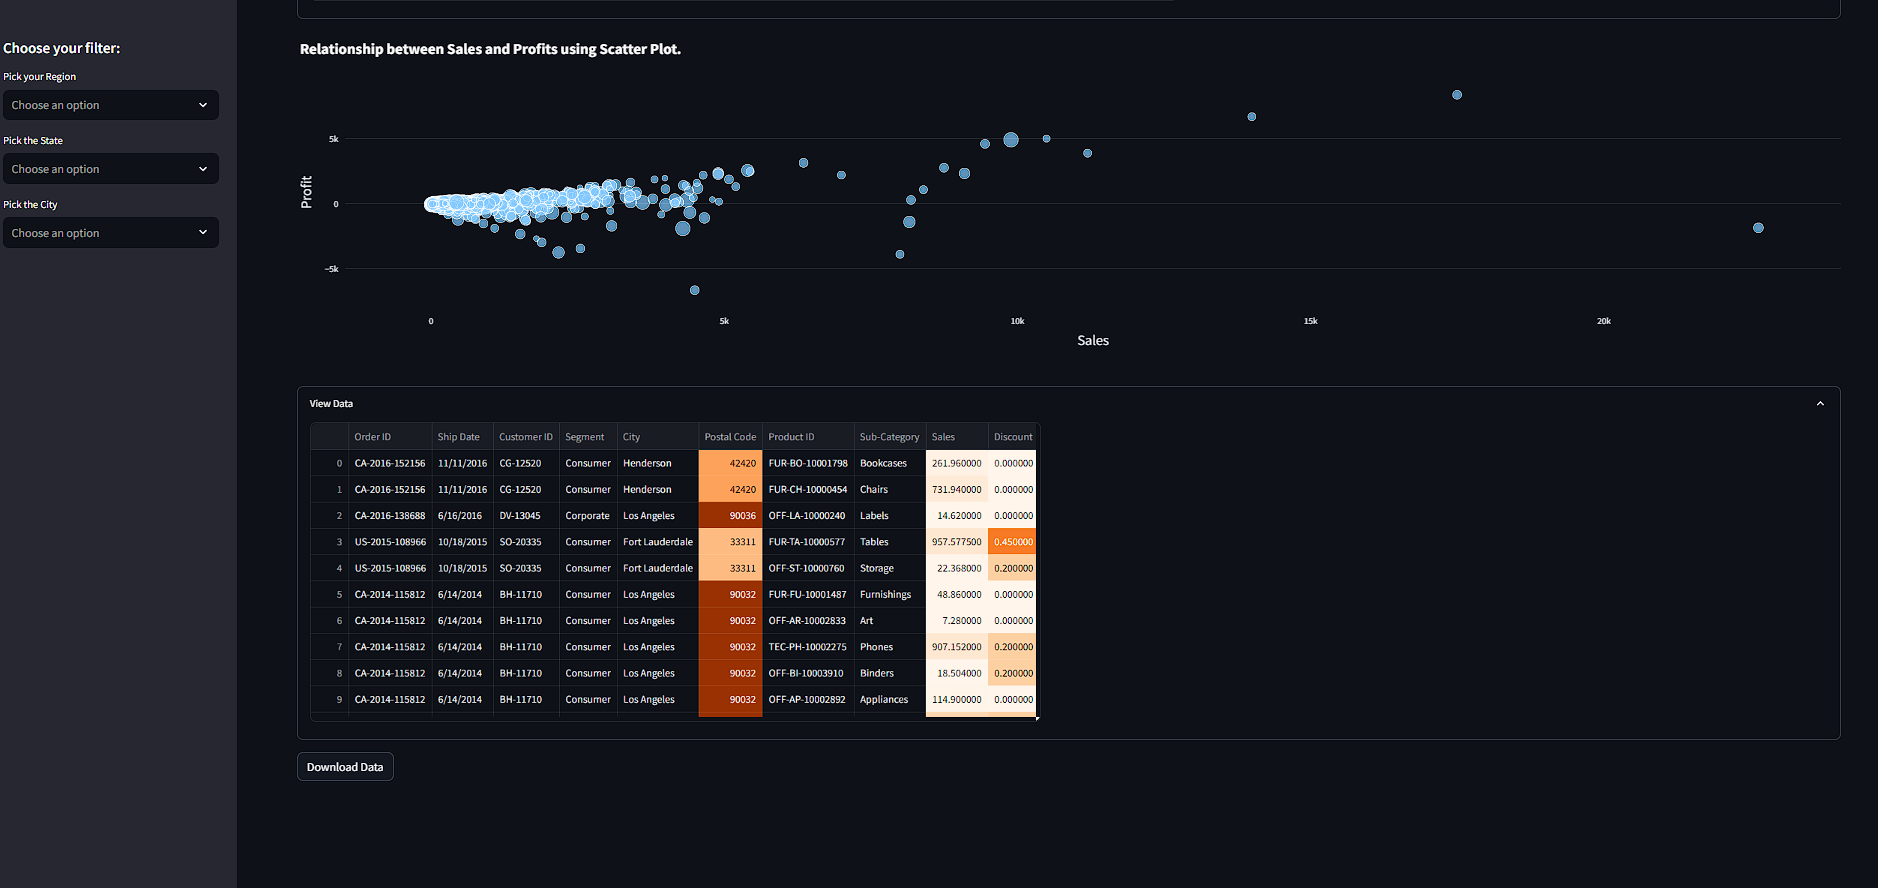 Choose your filter:
Pick your Region
Choose an option
Pick the State
Choose an option
Pick the City
Choose an option
Relationship between Sales and Profits using Scatter Plot.
Profit
5k
0
−5k
0 5k 10k 15k 20k
Sales
View Data
Order ID Ship Date Customer ID Segment City Postal Code Product ID Sub-Category Sales Discount
0 CA-2016-152156 11/11/2016 CG-12520 Consumer Henderson 42420 FUR-BO-10001798 Bookcases 261.960000 0.000000
1 CA-2016-152156 11/11/2016 CG-12520 Consumer Henderson 42420 FUR-CH-10000454 Chairs 731.940000 0.000000
2 CA-2016-138688 6/16/2016 DV-13045 Corporate Los Angeles 90036 OFF-LA-10000240 Labels 14.620000 0.000000
3 US-2015-108966 10/18/2015 SO-20335 Consumer Fort Lauderdale 33311 FUR-TA-10000577 Tables 957.577500 0.450000
4 US-2015-108966 10/18/2015 SO-20335 Consumer Fort Lauderdale 33311 OFF-ST-10000760 Storage 22.368000 0.200000
5 CA-2014-115812 6/14/2014 BH-11710 Consumer Los Angeles 90032 FUR-FU-10001487 Furnishings 48.860000 0.000000
6 CA-2014-115812 6/14/2014 BH-11710 Consumer Los Angeles 90032 OFF-AR-10002833 Art 7.280000 0.000000
7 CA-2014-115812 6/14/2014 BH-11710 Consumer Los Angeles 90032 TEC-PH-10002275 Phones 907.152000 0.200000
8 CA-2014-115812 6/14/2014 BH-11710 Consumer Los Angeles 90032 OFF-BI-10003910 Binders 18.504000 0.200000
9 CA-2014-115812 6/14/2014 BH-11710 Consumer Los Angeles 90032 OFF-AP-10002892 Appliances 114.900000 0.000000
Download Data